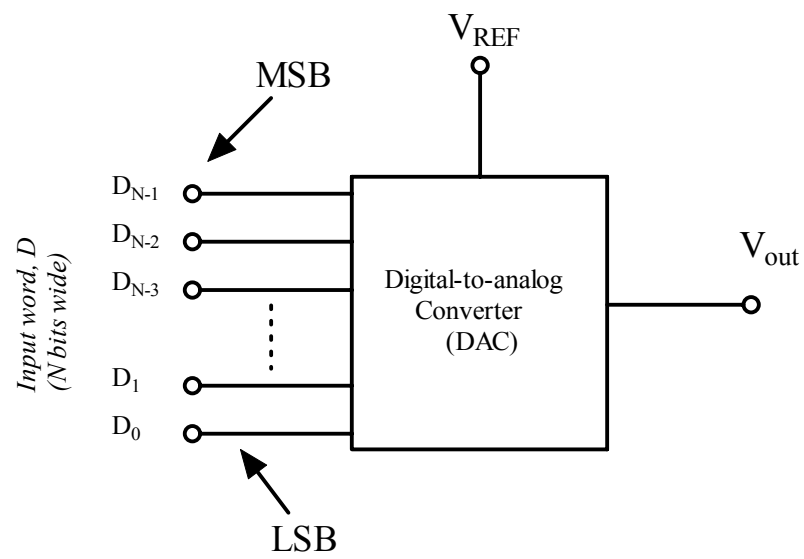 V_REF
MSB
D_N-1
D_N-2
D_N-3
D_1
D_0
Input word, D
(N bits wide)
Digital-to-analog
Converter
(DAC)
V_out
LSB